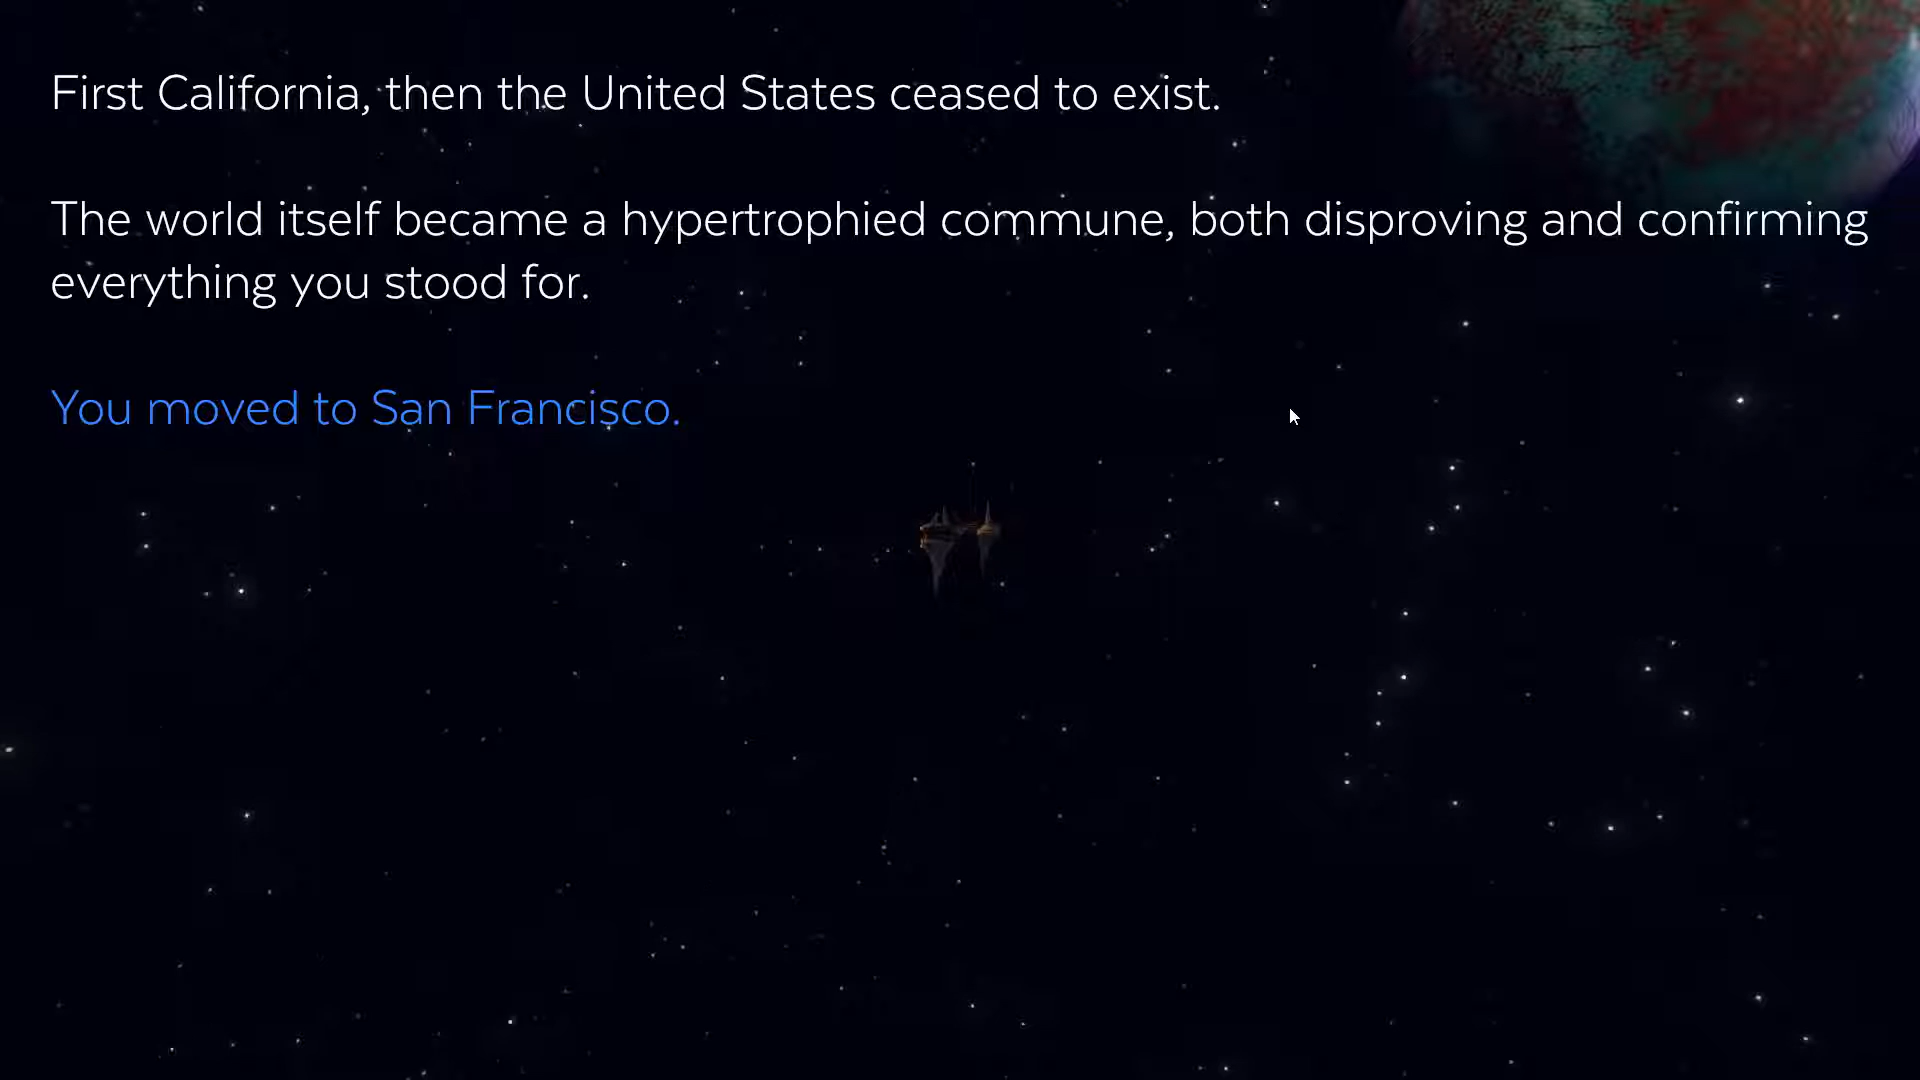 First California, then the United States ceased to exist.
The world itself became a hypertrophied commune, both disproving and confirming
everything you stood for.
You moved to San Francisco.